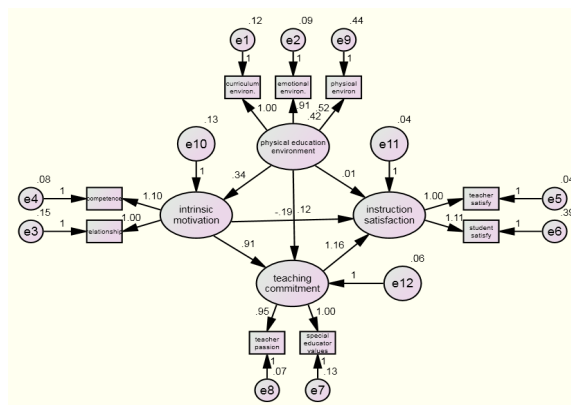 .12 .09 .44
e1 e2 e9
1 1 1
curriculum environ. emotional environ. physical environ.
1.00 .91 .52
.42
.13 .04
e10 physical education environment e11
1 1
.08 .34 .01 .04
e4 1 competence 1.10 1.00 teacher satisfy 1 e5
.15 intrinsic motivation -.19 .12 instruction satisfaction .39
e3 1 relationship 1.00 1.11 student satisfy 1 e6
.91 1.16 .06
teaching commitment 1 e12
.95 1.00
teacher passion special educator values
1 1
.07 .13
e8 e7